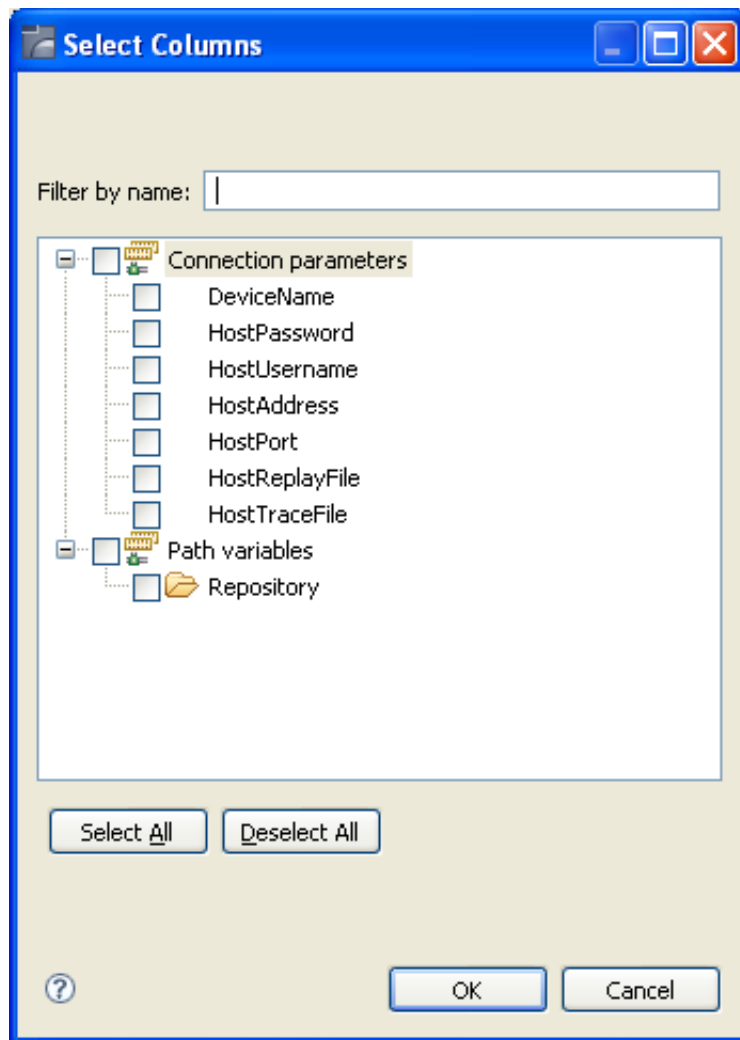 Select Columns
Filter by name:
Connection parameters
DeviceName
HostPassword
HostUsername
HostAddress
HostPort
HostReplayFile
HostTraceFile
Path variables
Repository
Select All Deselect All
? OK Cancel